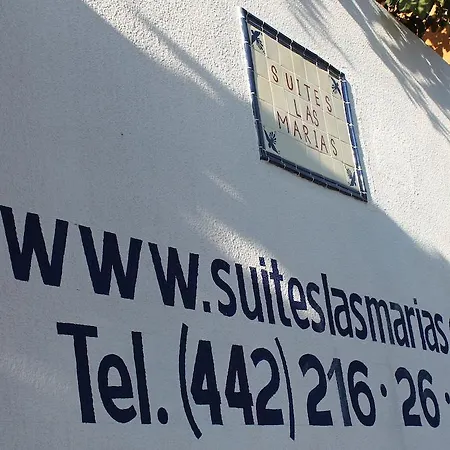 SUITES
LAS
MARIAS
www.suiteslasmarias.
Tel. (442) 216·26·